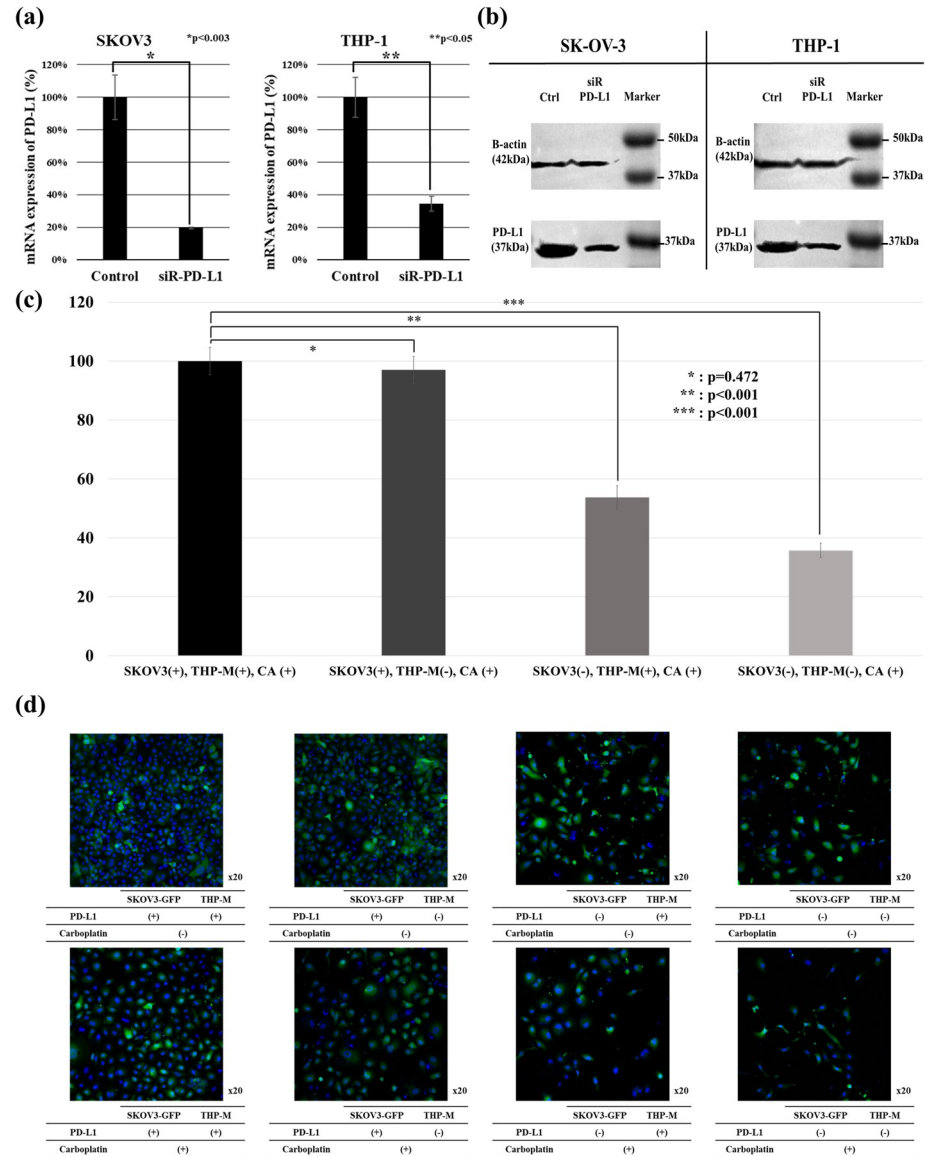 (a)
SKOV3 *p<0.003
*
120%
100%
80%
60%
40%
20%
0%
mRNA expression of PD-L1 (%)
Control siR-PD-L1
THP-1 **p<0.05
**
120%
100%
80%
60%
40%
20%
0%
mRNA expression of PD-L1 (%)
Control siR-PD-L1
(b)
SK-OV-3
Ctrl siR PD-L1 Marker
B-actin
(42kDa)
50kDa
37kDa
PD-L1
(37kDa)
37kDa
THP-1
Ctrl siR PD-L1 Marker
B-actin
(42kDa)
50kDa
37kDa
PD-L1
(37kDa)
37kDa
(c)
120
100
80
60
40
20
0
***
**
*
* : p=0.472
** : p<0.001
*** : p<0.001
SKOV3(+), THP-M(+), CA (+)
SKOV3(+), THP-M(-), CA (+)
SKOV3(-), THP-M(+), CA (+)
SKOV3(-), THP-M(-), CA (+)
(d)
x20
SKOV3-GFP THP-M
PD-L1 (+) (+)
Carboplatin (-)
x20
SKOV3-GFP THP-M
PD-L1 (+) (-)
Carboplatin (-)
x20
SKOV3-GFP THP-M
PD-L1 (-) (+)
Carboplatin (-)
x20
SKOV3-GFP THP-M
PD-L1 (-) (-)
Carboplatin (-)
x20
SKOV3-GFP THP-M
PD-L1 (+) (+)
Carboplatin (+)
x20
SKOV3-GFP THP-M
PD-L1 (+) (-)
Carboplatin (+)
x20
SKOV3-GFP THP-M
PD-L1 (-) (+)
Carboplatin (+)
x20
SKOV3-GFP THP-M
PD-L1 (-) (-)
Carboplatin (+)